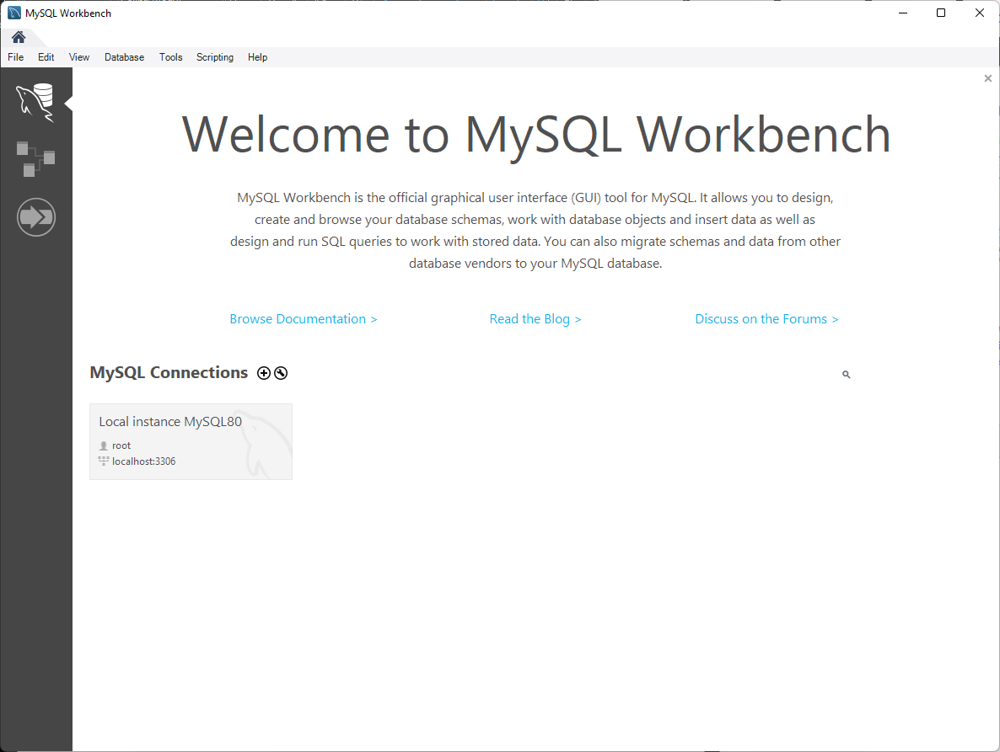 MySQL Workbench
File Edit View Database Tools Scripting Help
Welcome to MySQL Workbench
MySQL Workbench is the official graphical user interface (GUI) tool for MySQL. It allows you to design,
create and browse your database schemas, work with database objects and insert data as well as
design and run SQL queries to work with stored data. You can also migrate schemas and data from other
database vendors to your MySQL database.
Browse Documentation > Read the Blog > Discuss on the Forums >
MySQL Connections
Local instance MySQL80
root
localhost:3306